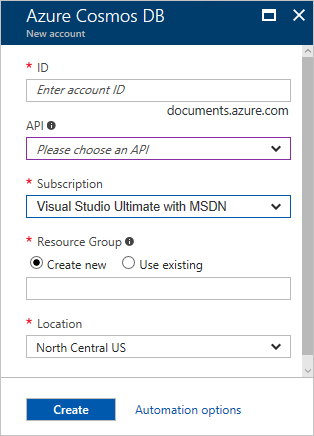 Azure Cosmos DB
New account
* ID
Enter account ID
documents.azure.com
API
Please choose an API
* Subscription
Visual Studio Ultimate with MSDN
* Resource Group
Create new Use existing
* Location
North Central US
Create Automation options